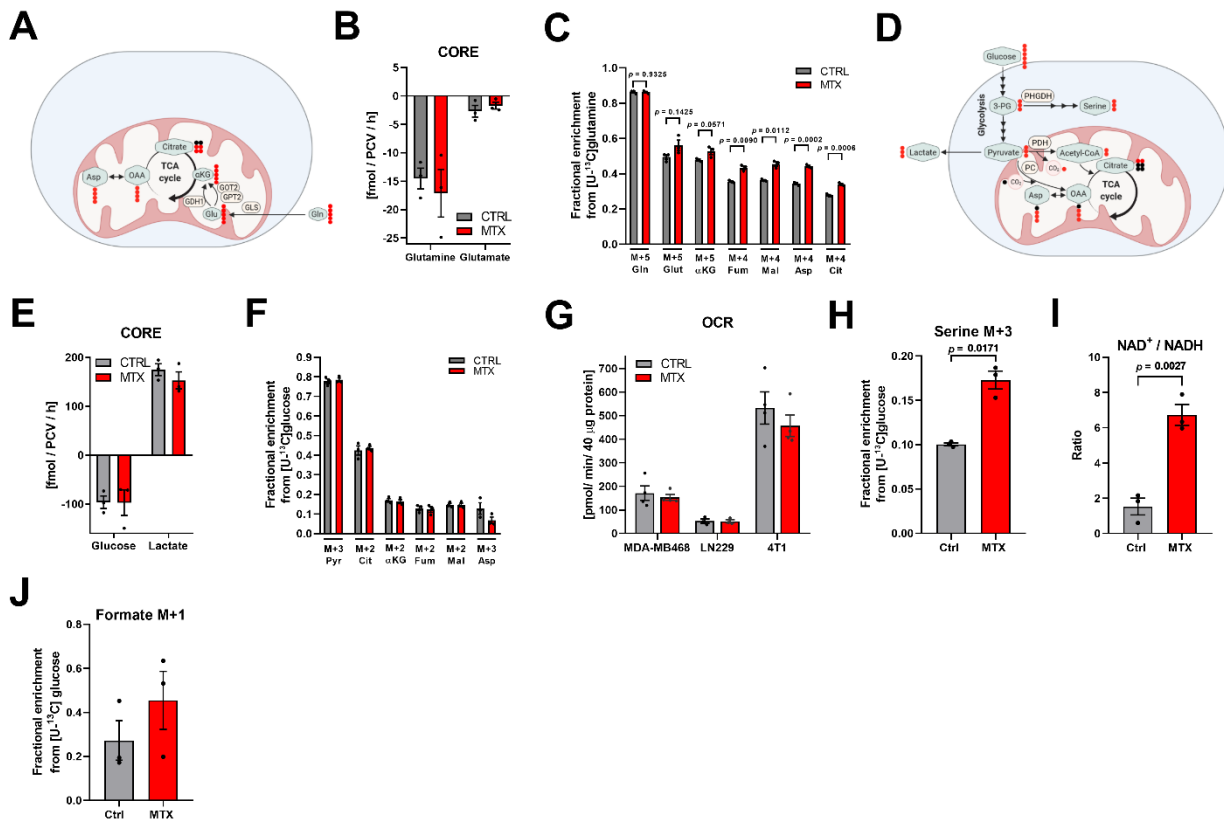 A
Citrate
Asp
OAA
TCA
cycle
αKG
GOT2
GPT2
GDH1
Glu
GLS
Gln
B
CORE
[fmol / PCV / h]
0
-5
-10
-15
-20
-25
CTRL
MTX
Glutamine
Glutamate
C
Fractional enrichment
from [U-¹³C]glutamine
1.0
0.8
0.6
0.4
0.2
0.0
CTRL
MTX
p = 0.9325
p = 0.1425
p = 0.0571
p = 0.0090
p = 0.0112
p = 0.0002
p = 0.0006
M+5 M+5 M+5 M+4 M+4 M+4 M+4
Gln Glut αKG Fum Mal Asp Cit
D
Glucose
Glycolysis
PHGDH
3-PG
Serine
Lactate
Pyruvate
PDH
Acetyl-CoA
CO₂
PC
CO₂
Citrate
Asp
OAA
TCA
cycle
E
CORE
[fmol / PCV / h]
200
100
0
-100
CTRL
MTX
Glucose
Lactate
F
Fractional enrichment
from [U-¹³C]glucose
0.8
0.7
0.6
0.5
0.4
0.3
0.2
0.1
0.0
CTRL
MTX
M+3 M+2 M+2 M+2 M+2 M+3
Pyr Cit αKG Fum Mal Asp
G
OCR
[pmol/ min/ 40 µg protein]
700
600
500
400
300
200
100
0
CTRL
MTX
MDA-MB468
LN229
4T1
H
Serine M+3
Fractional enrichment
from [U-¹³C]glucose
0.20
0.15
0.10
0.05
0.00
p = 0.0171
Ctrl
MTX
I
NAD⁺ / NADH
Ratio
10
8
6
4
2
0
p = 0.0027
Ctrl
MTX
J
Formate M+1
Fractional enrichment
from [U-¹³C] glucose
0.8
0.6
0.4
0.2
0.0
Ctrl
MTX